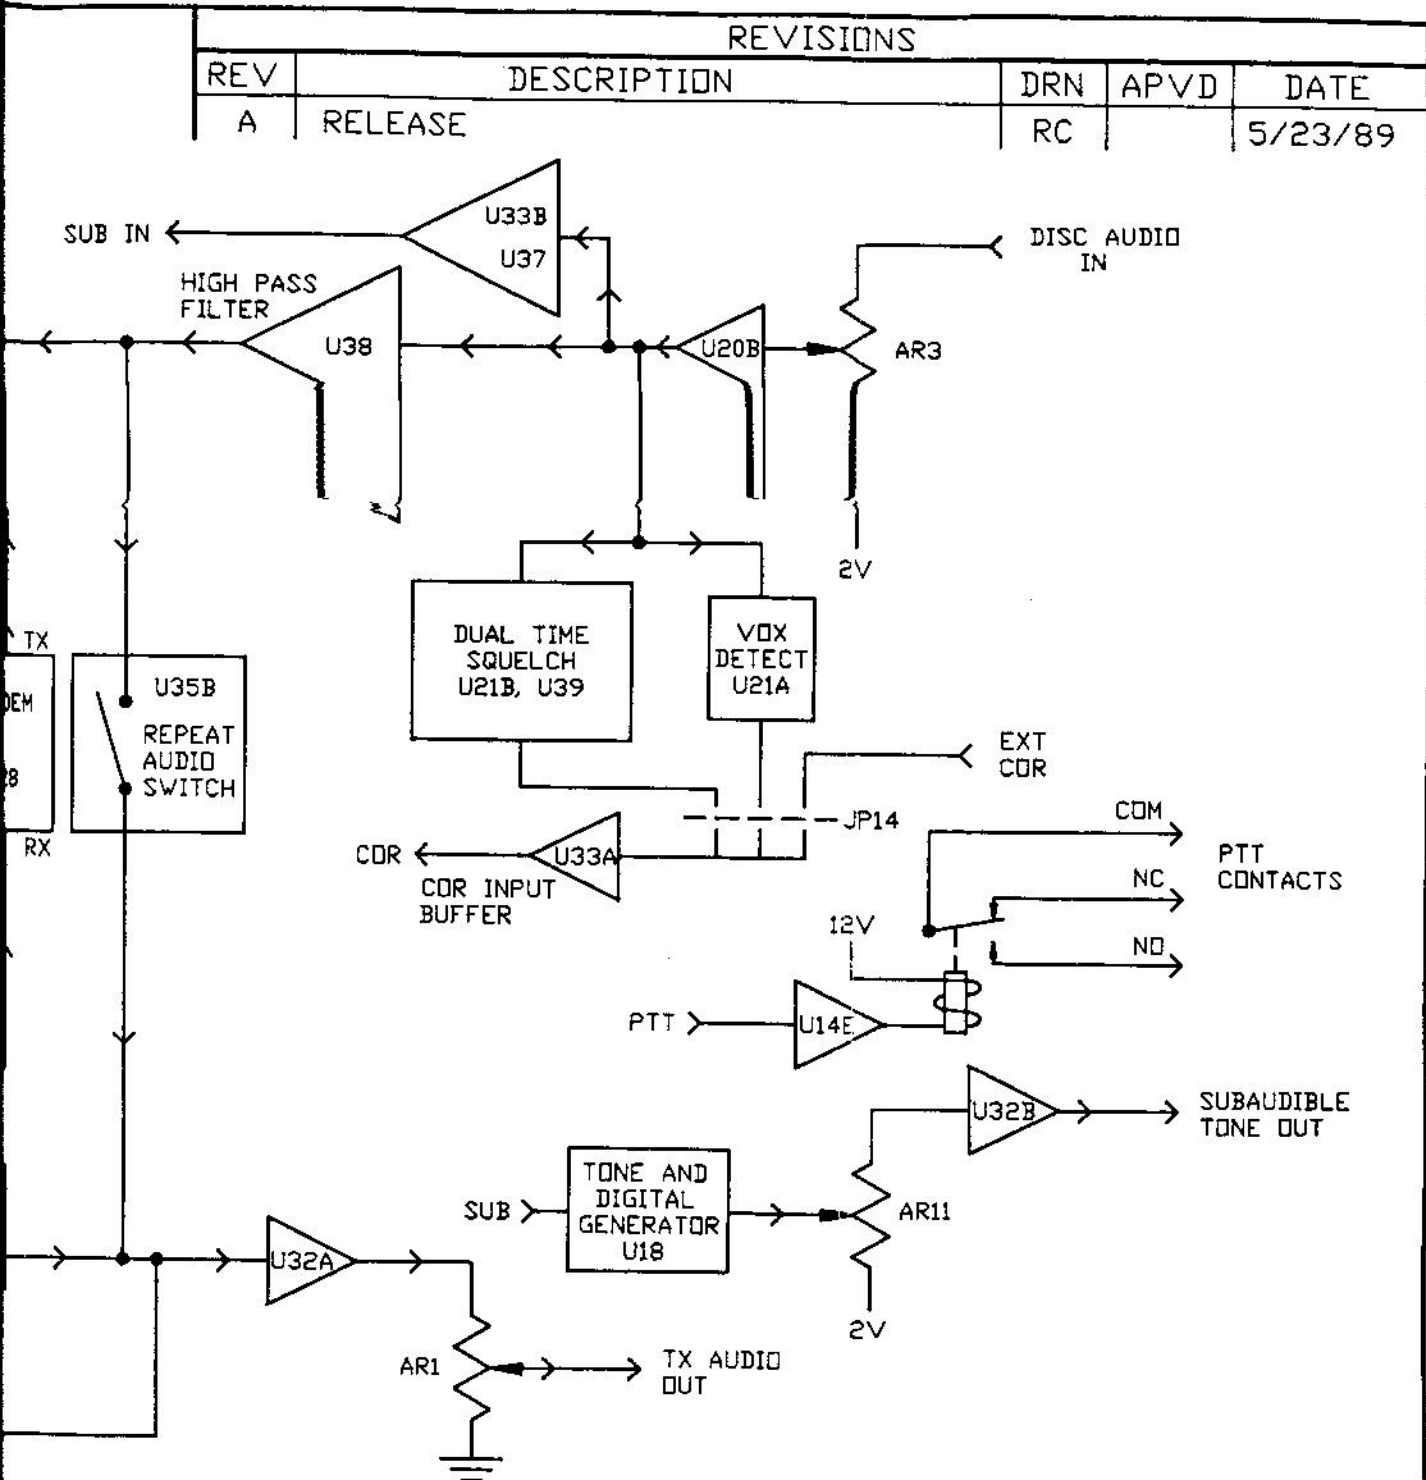 REVISIONS
REV DESCRIPTION DRN APVD DATE
A RELEASE RC 5/23/89
SUB IN
U33B
U37
DISC AUDIO
IN
HIGH PASS
FILTER
U38
U20B
AR3
2V
TX
DEM
28
RX
U35B
REPEAT
AUDIO
SWITCH
DUAL TIME
SQUELCH
U21B, U39
VOX
DETECT
U21A
EXT
COR
JP14
COR
U33A
COR INPUT
BUFFER
COM
NC
NO
PTT
CONTACTS
12V
PTT
U14E
U32B
SUBAUDIBLE
TONE OUT
SUB
TONE AND
DIGITAL
GENERATOR
U18
AR11
2V
U32A
AR1
TX AUDIO
OUT